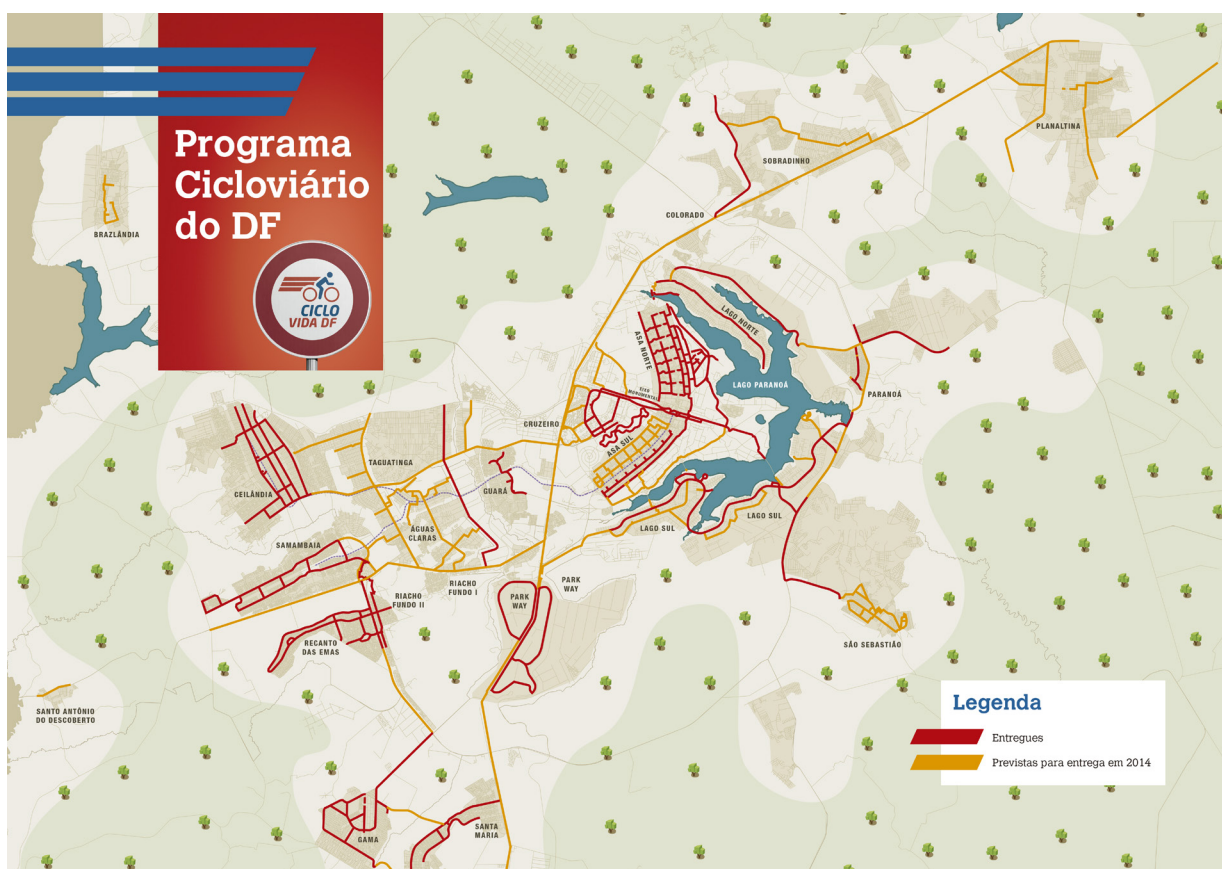 Programa
Cicloviário
do DF
CICLO
VIDA DF
BRAZLÂNDIA
PLANALTINA
SOBRADINHO
COLORADO
LAGO NORTE
ASA NORTE
LAGO PARANOÁ
EIXO
MONUMENTAL
PARANOÁ
CRUZEIRO
ASA SUL
TAGUATINGA
CEILÂNDIA
GUARÁ
ÁGUAS
CLARAS
LAGO SUL
LAGO SUL
SAMAMBAIA
RIACHO
FUNDO I
RIACHO
FUNDO II
PARK
WAY
PARK
WAY
RECANTO
DAS EMAS
SÃO SEBASTIÃO
SANTO ANTÔNIO
DO DESCOBERTO
GAMA
SANTA
MARIA
Legenda
Entregues
Previstas para entrega em 2014